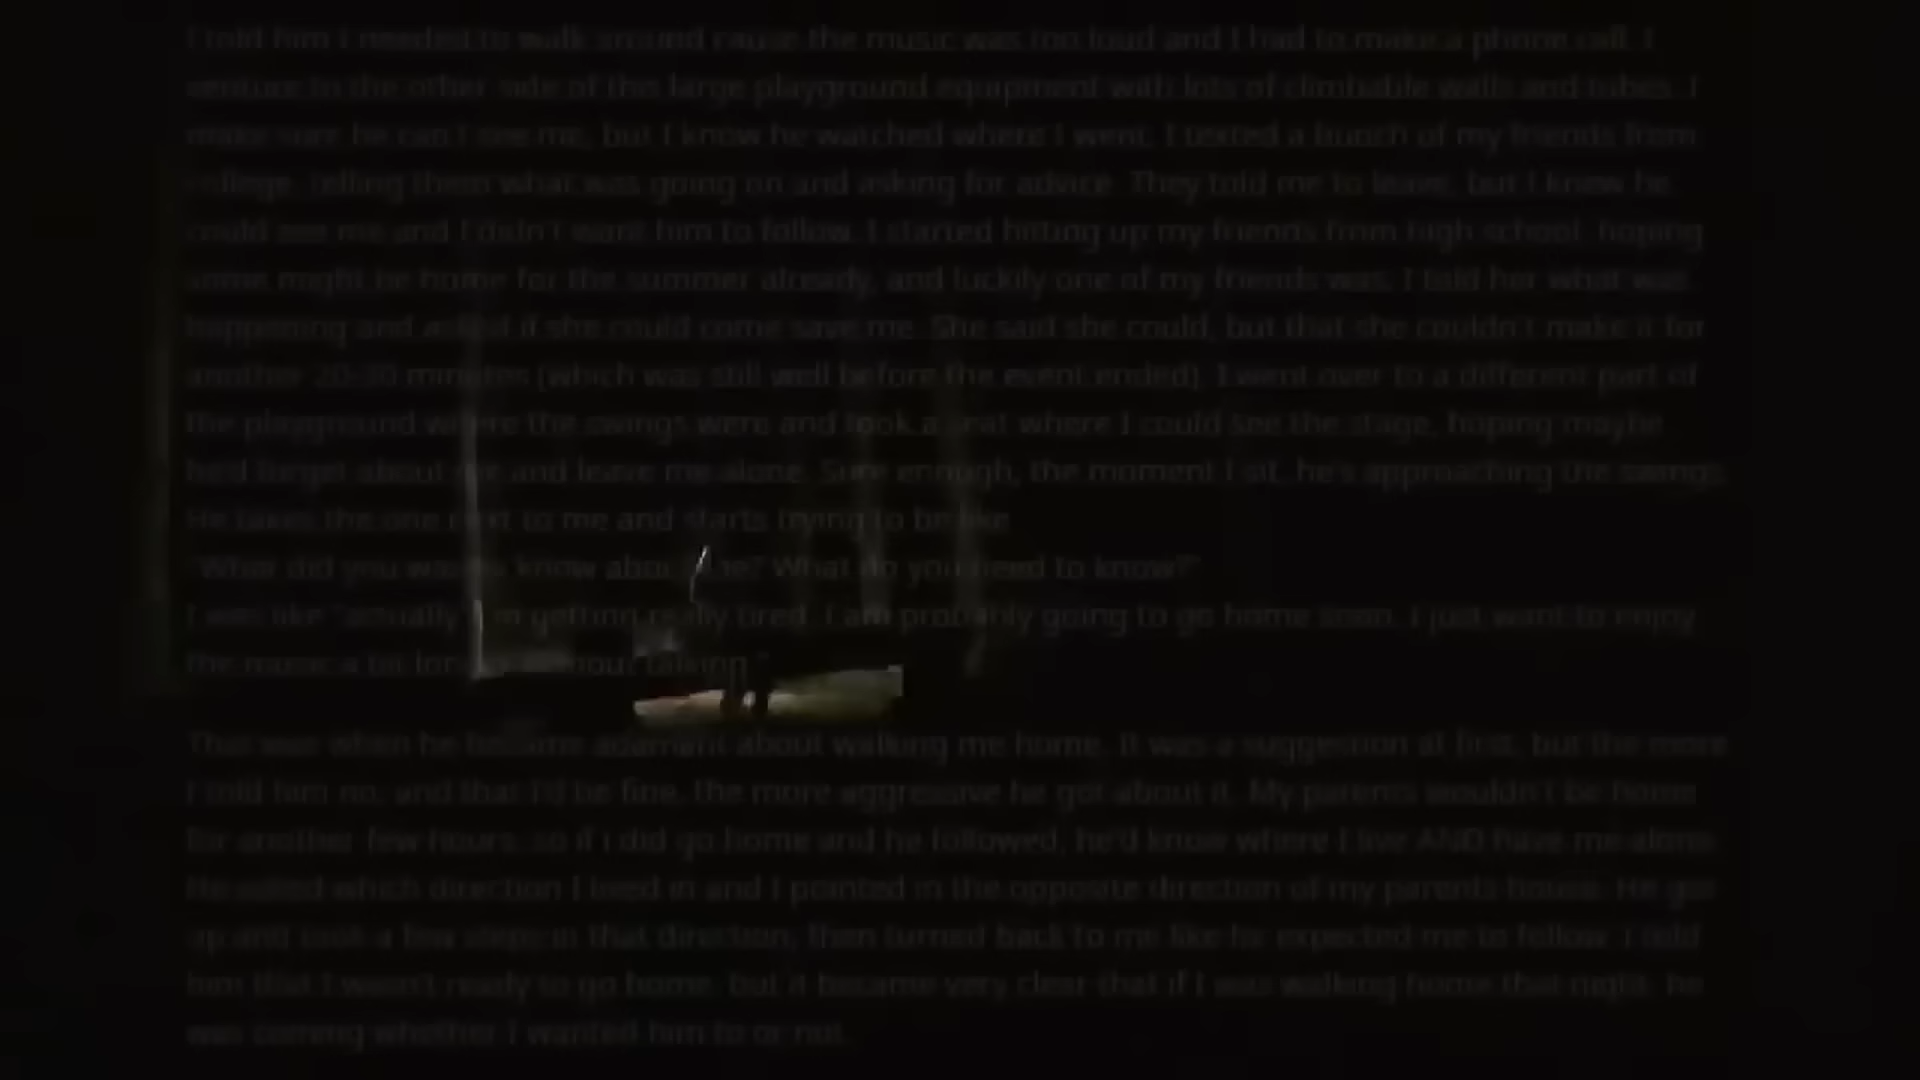 I told him I needed to walk around cause the music was too loud and I had to make a phone call. I
venture to the other side of this large playground equipment with lots of climbable walls and tubes. I
make sure he can see me, but I know he watched where I went. I texted a bunch of my friends from
college, telling them what was going on and asking for advice. They told me to leave, but I knew he
could see me and I didn't want him to follow. I started hitting up my friends from high school, hoping
some might be home for the summer already, and luckily one of my friends was. I told her what was
happening and asked if she could come save me. She said she could, but that she couldn't make it for
another 20-30 minutes (which was still well before the event ended). I went over to a different part of
the playground where the swings were and took a seat where I could see the stage, hoping maybe
he'd forget about me and leave me alone. Sure enough, the moment I sit, he's approaching the swings.
He takes the one next to me and starts trying to be like
"What did you want to know about me? What do you need to know?"
I was like "actually I'm getting really tired. I am probably going to go home soon. I just want to enjoy
the music a bit longer without talking."
That was when he became adamant about walking me home. It was a suggestion at first, but the more
I told him no, and that I'd be fine, the more aggressive he got about it. My parents wouldn't be home
for another few hours, so if I did go home and he followed, he'd know where I live AND have me alone.
He asked which direction I lived in and I pointed in the opposite direction of my parents house. He got
up and took a few steps in that direction, then turned back to me like he expected me to follow. I told
him that I wasn't ready to go home, but it became very clear that if I was walking home that night, he
was coming whether I wanted him to or not.